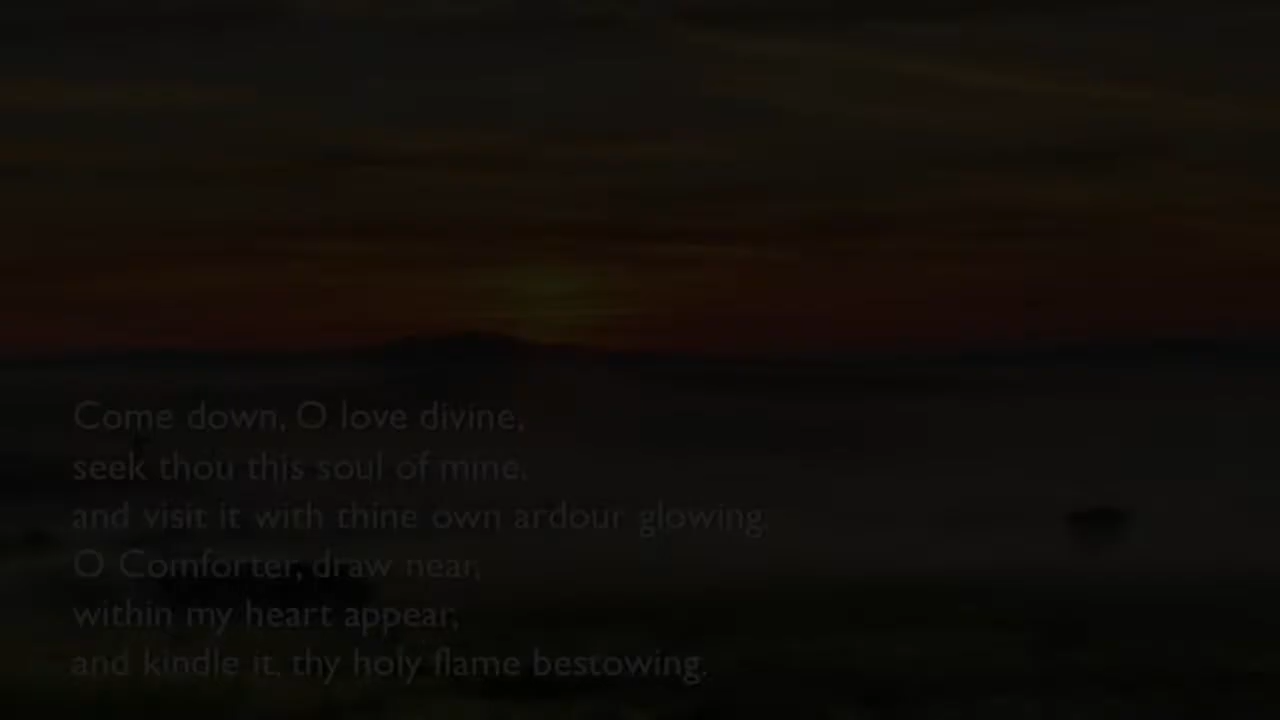 Come down, O love divine,
seek thou this soul of mine,
and visit it with thine own ardour glowing,
O Comforter, draw near,
within my heart appear,
and kindle it, thy holy flame bestowing.